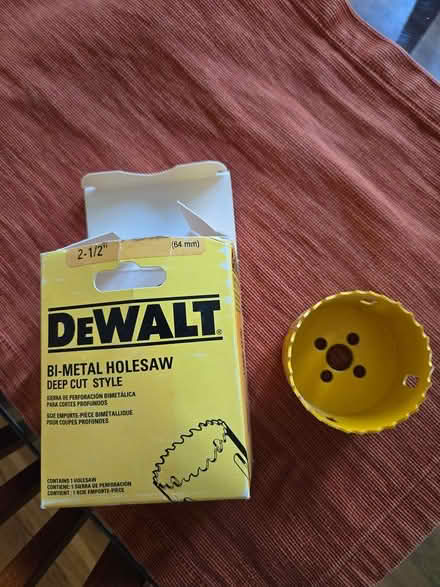 2-1/2" (64 mm)
DEWALT®
BI-METAL HOLESAW
DEEP CUT STYLE
SIERRA DE PERFORACIÓN BIMETÁLICA
PARA CORTES PROFUNDOS
SCIE EMPORTE-PIÈCE BIMÉTALLIQUE
POUR COUPES PROFONDES
CONTAINS 1 HOLESAW
CONTIENE: 1 SIERRA DE PERFORACIÓN
CONTIENT: 1 SCIE EMPORTE-PIÈCE